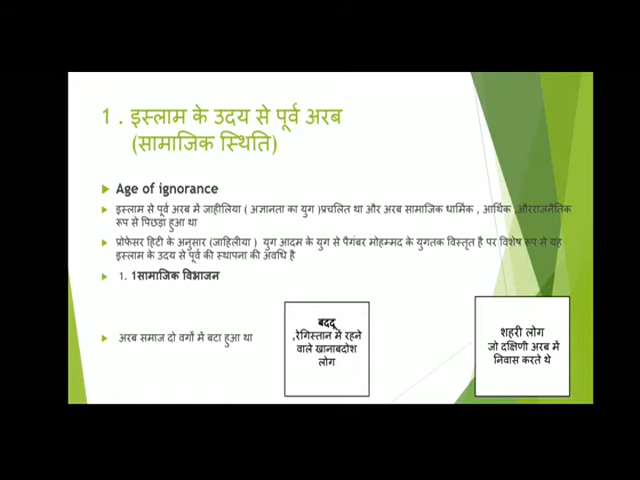 1 . इस्लाम के उदय से पूर्व अरब
(सामाजिक स्थिति)
Age of ignorance
इस्लाम से पूर्व अरब में जाहीलिया ( अज्ञानता का युग )प्रचलित था और अरब सामाजिक धार्मिक , आर्थिक ,औरराजनैतिक
रूप से पिछड़ा हुआ था
प्रोफेसर हिटी के अनुसार (जाहिलीया ) युग आदम के युग से पैगंबर मोहम्मद के युगतक विस्तृत है पर विशेष रूप से यह
इस्लाम के उदय से पूर्व की स्थापना की अवधि है
1. 1सामाजिक विभाजन
अरब समाज दो वर्गों में बटा हुआ था
बददू
,रेगिस्तान में रहने
वाले खानाबदोश
लोग
शहरी लोग
जो दक्षिणी अरब में
निवास करते थे